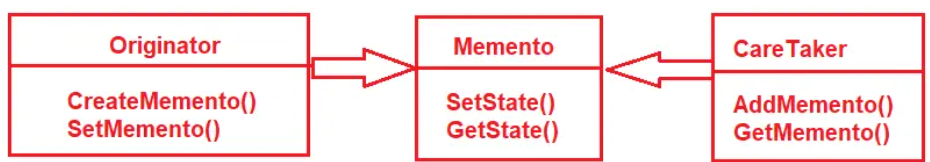 Originator
CreateMemento()
SetMemento()
Memento
SetState()
GetState()
CareTaker
AddMemento()
GetMemento()